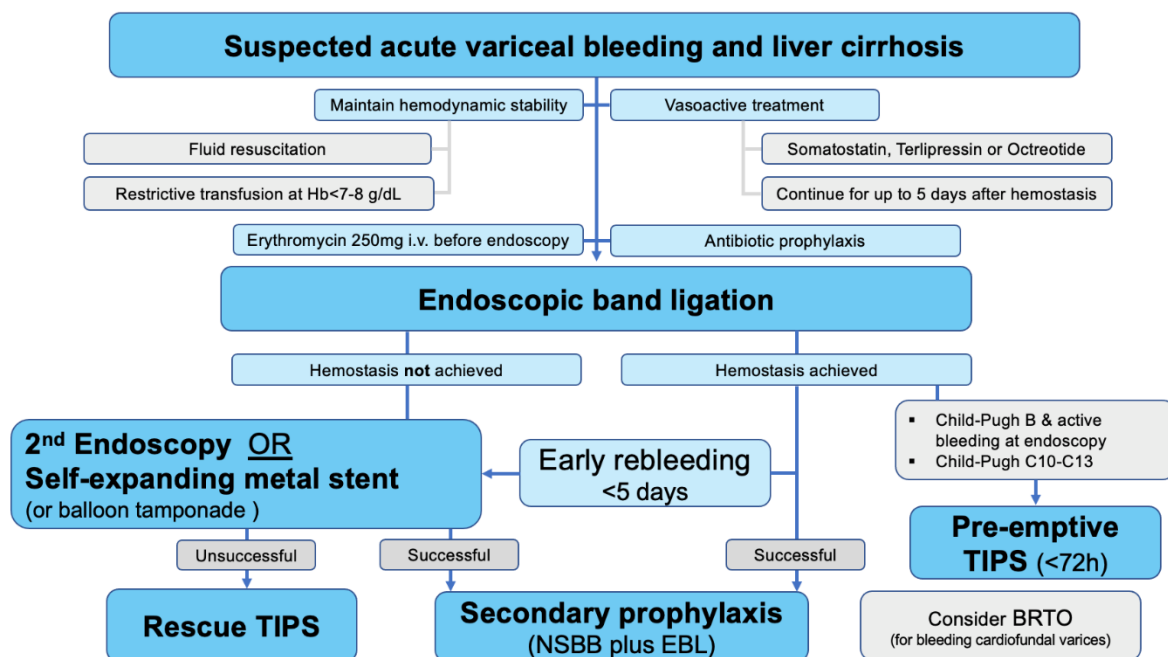 Suspected acute variceal bleeding and liver cirrhosis
Maintain hemodynamic stability
Vasoactive treatment
Fluid resuscitation
Somatostatin, Terlipressin or Octreotide
Restrictive transfusion at Hb<7-8 g/dL
Continue for up to 5 days after hemostasis
Erythromycin 250mg i.v. before endoscopy
Antibiotic prophylaxis
Endoscopic band ligation
Hemostasis not achieved
Hemostasis achieved
▪ Child-Pugh B & active
bleeding at endoscopy
▪ Child-Pugh C10-C13
2nd Endoscopy OR
Self-expanding metal stent
(or balloon tamponade )
Early rebleeding
<5 days
Pre-emptive
TIPS (<72h)
Unsuccessful
Successful
Successful
Rescue TIPS
Secondary prophylaxis
(NSBB plus EBL)
Consider BRTO
(for bleeding cardiofundal varices)